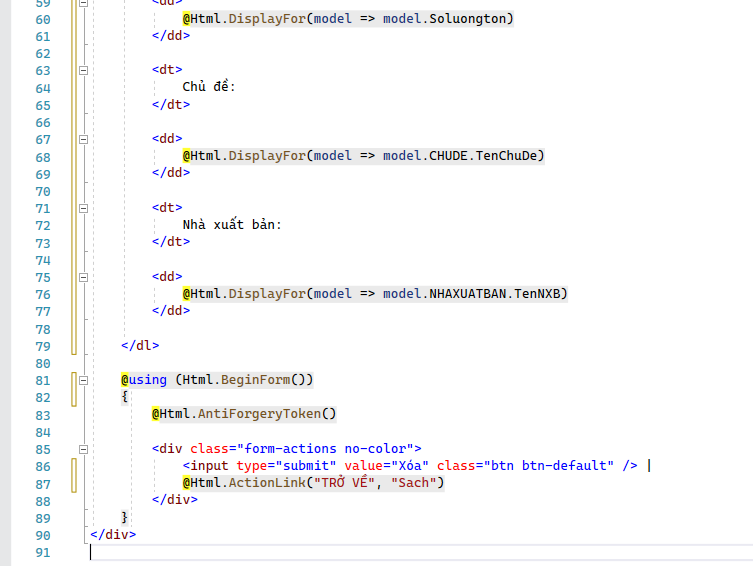 59 <dd>
60 @Html.DisplayFor(model => model.Soluongton)
61 </dd>
62
63 <dt>
64 Chủ đề:
65 </dt>
66
67 <dd>
68 @Html.DisplayFor(model => model.CHUDE.TenChuDe)
69 </dd>
70
71 <dt>
72 Nhà xuất bản:
73 </dt>
74
75 <dd>
76 @Html.DisplayFor(model => model.NHAXUATBAN.TenNXB)
77 </dd>
78
79 </dl>
80
81 @using (Html.BeginForm())
82 {
83 @Html.AntiForgeryToken()
84
85 <div class="form-actions no-color">
86 <input type="submit" value="Xóa" class="btn btn-default" /> |
87 @Html.ActionLink("TRỞ VỀ", "Sach")
88 </div>
89 }
90 </div>
91